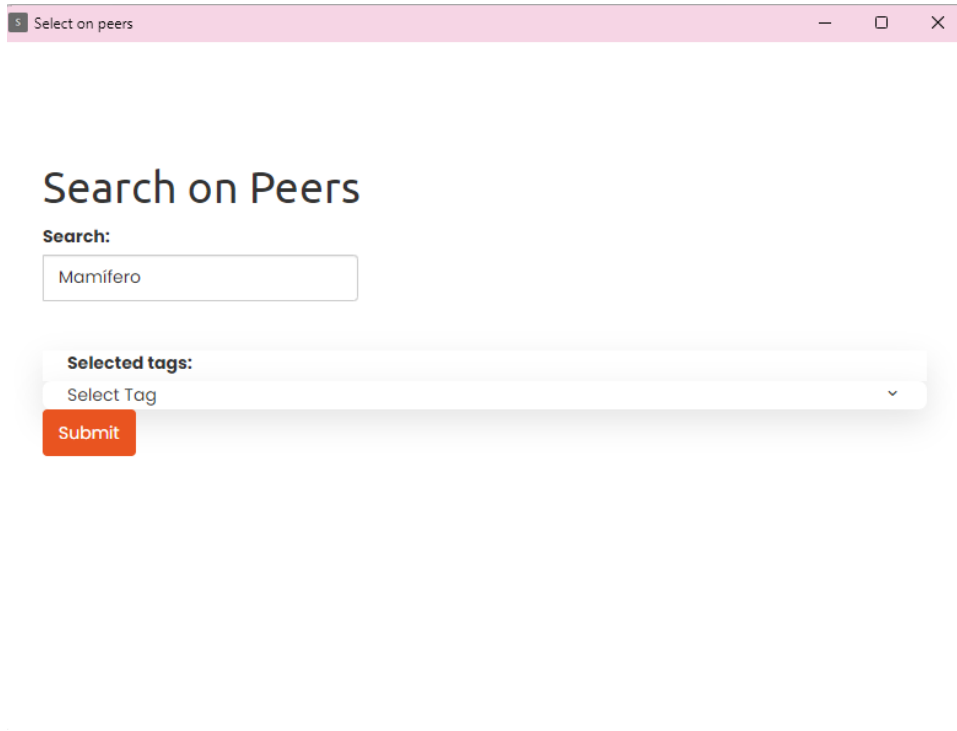 S Select on peers
Search on Peers
Search:
Mamífero
Selected tags:
Select Tag
Submit